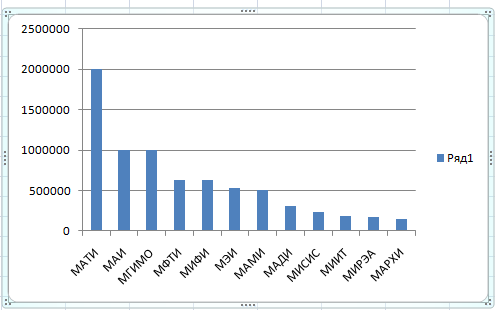 2500000
2000000
1500000
1000000
500000
0
МАТИ
МАИ
МГИМО
МФТИ
МИФИ
МЭИ
МАМИ
МАДИ
МИСИС
МИИТ
МИРЭА
МАРХИ
Ряд1